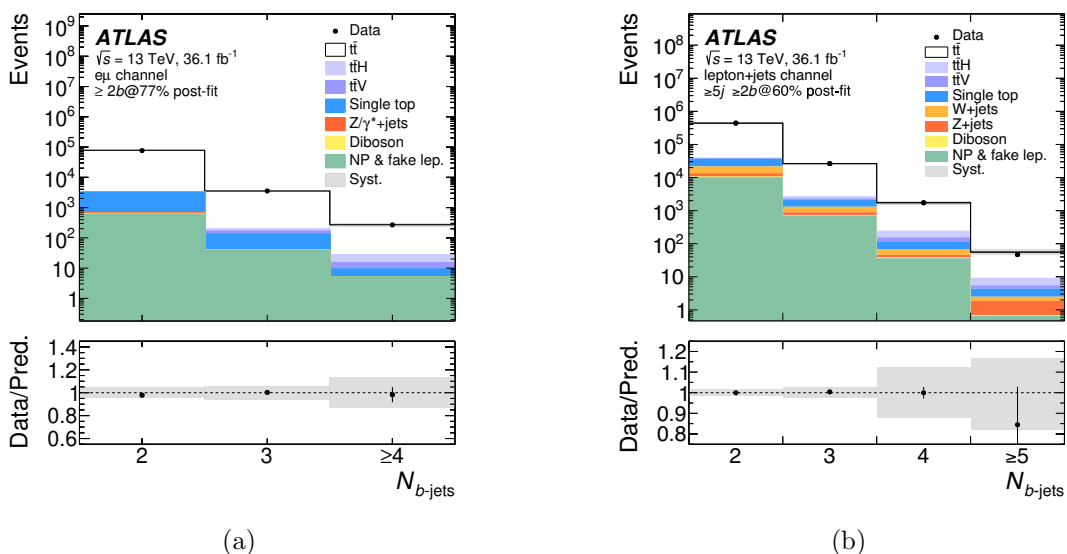 Events
10⁹
10⁸
10⁷
10⁶
10⁵
10⁴
10³
10²
10
1
ATLAS
√s = 13 TeV, 36.1 fb⁻¹
eμ channel
≥ 2b@77% post-fit
Data
tt̄
tt̄H
tt̄V
Single top
Z/γ*+jets
Diboson
NP & fake lep.
Syst.
Data/Pred.
1.4
1.2
1
0.8
0.6
2 3 ≥4
N b-jets
(a)
Events
10⁸
10⁷
10⁶
10⁵
10⁴
10³
10²
10
1
ATLAS
√s = 13 TeV, 36.1 fb⁻¹
lepton+jets channel
≥5j ≥2b@60% post-fit
Data
tt̄
tt̄H
tt̄V
Single top
W+jets
Z+jets
Diboson
NP & fake lep.
Syst.
Data/Pred.
1.2
1.1
1
0.9
0.8
2 3 4 ≥5
N b-jets
(b)